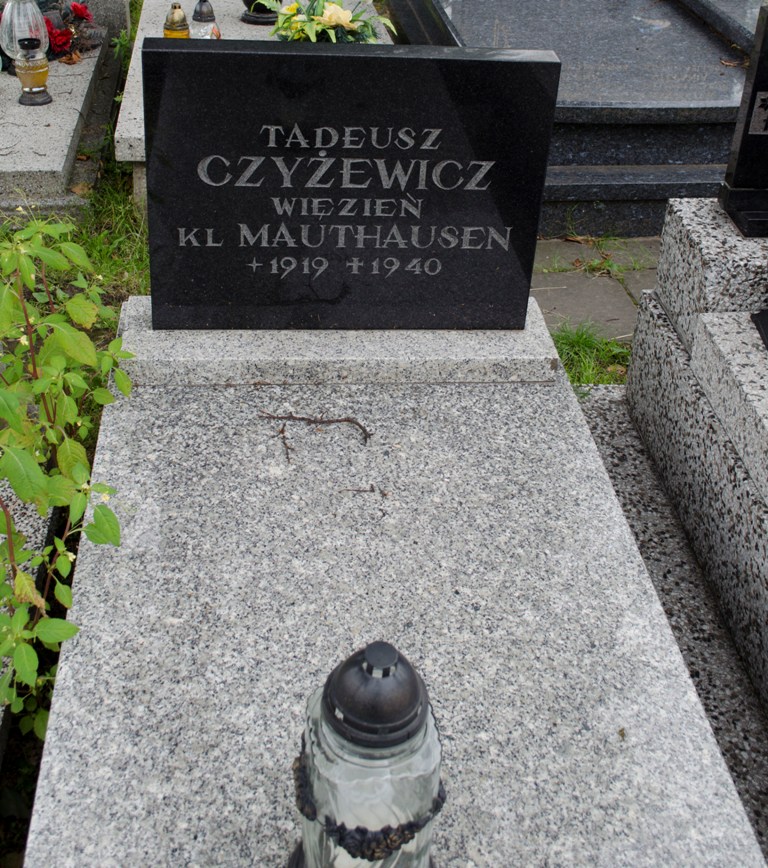 TADEUSZ
CZYŻEWICZ
WIĘZIEŃ
KL MAUTHAUSEN
+1919 ✝1940